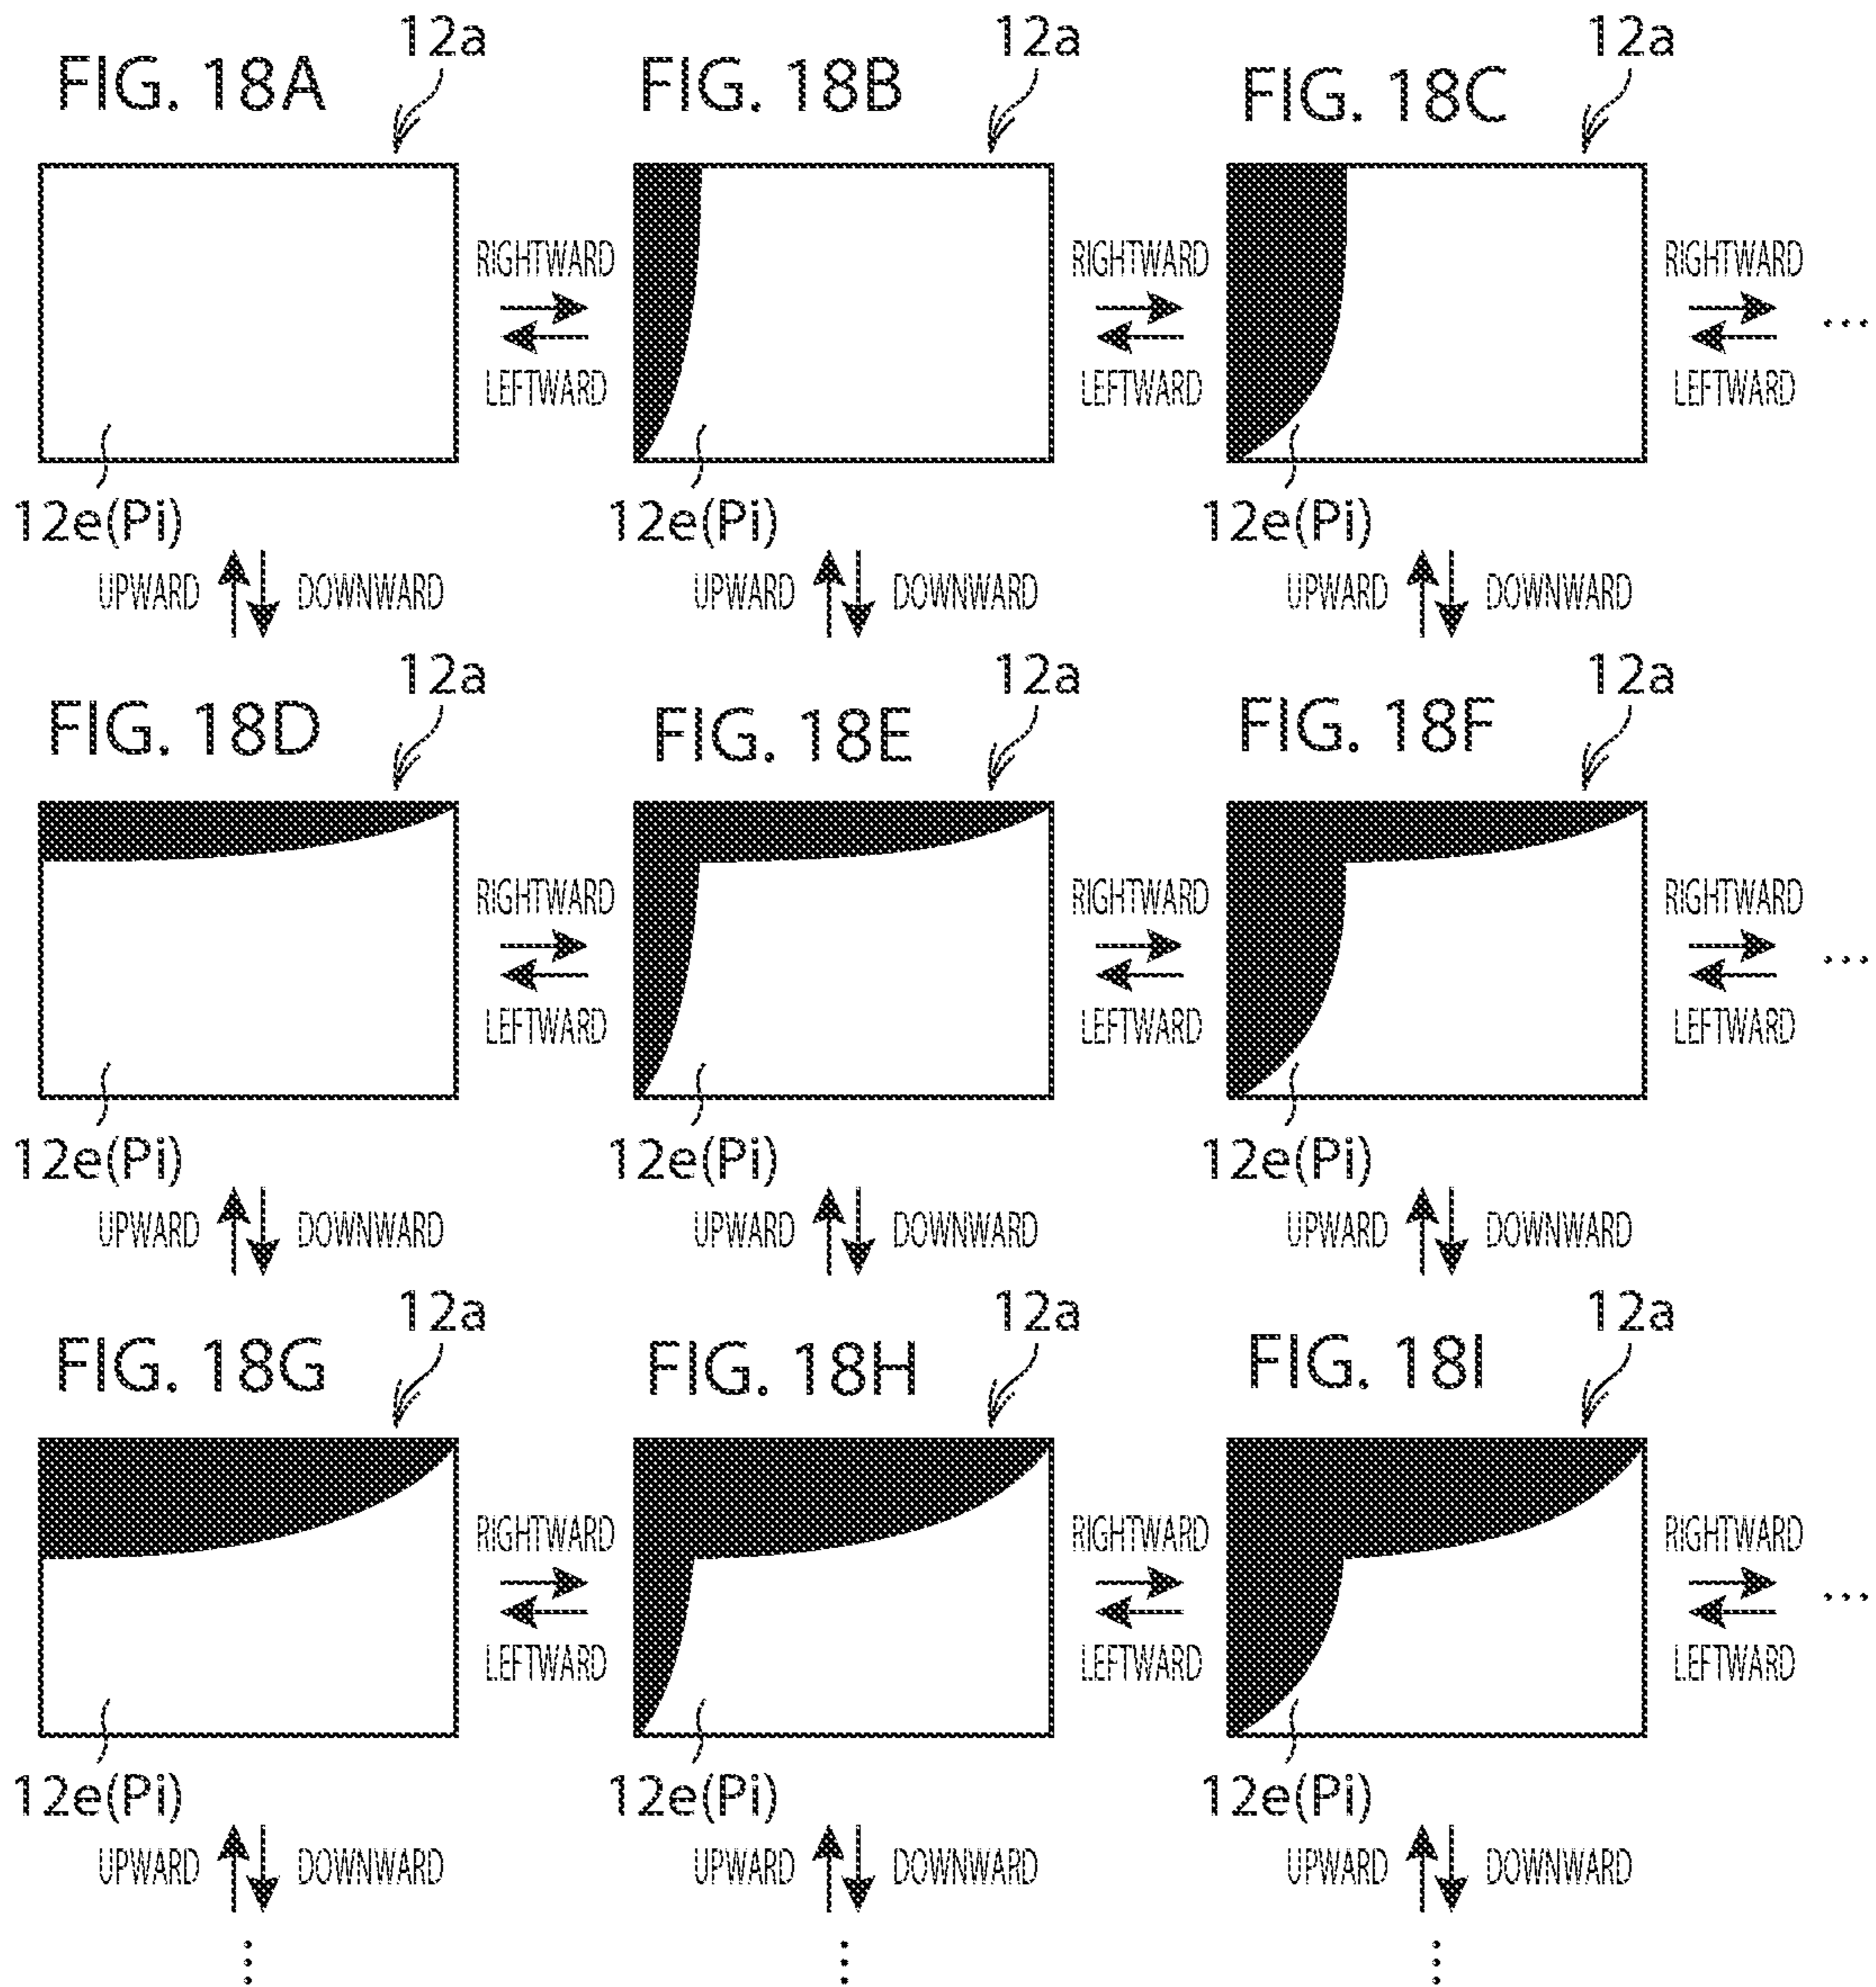 12a 12a 12a
FIG. 18A FIG. 18B FIG. 18C
RIGHTWARD RIGHTWARD RIGHTWARD
...
LEFTWARD LEFTWARD LEFTWARD
12e(Pi) 12e(Pi) 12e(Pi)
UPWARD DOWNWARD UPWARD DOWNWARD UPWARD DOWNWARD
12a 12a 12a
FIG. 18D FIG. 18E FIG. 18F
RIGHTWARD RIGHTWARD RIGHTWARD
...
LEFTWARD LEFTWARD LEFTWARD
12e(Pi) 12e(Pi) 12e(Pi)
UPWARD DOWNWARD UPWARD DOWNWARD UPWARD DOWNWARD
12a 12a 12a
FIG. 18G FIG. 18H FIG. 18I
RIGHTWARD RIGHTWARD RIGHTWARD
...
LEFTWARD LEFTWARD LEFTWARD
12e(Pi) 12e(Pi) 12e(Pi)
UPWARD DOWNWARD UPWARD DOWNWARD UPWARD DOWNWARD